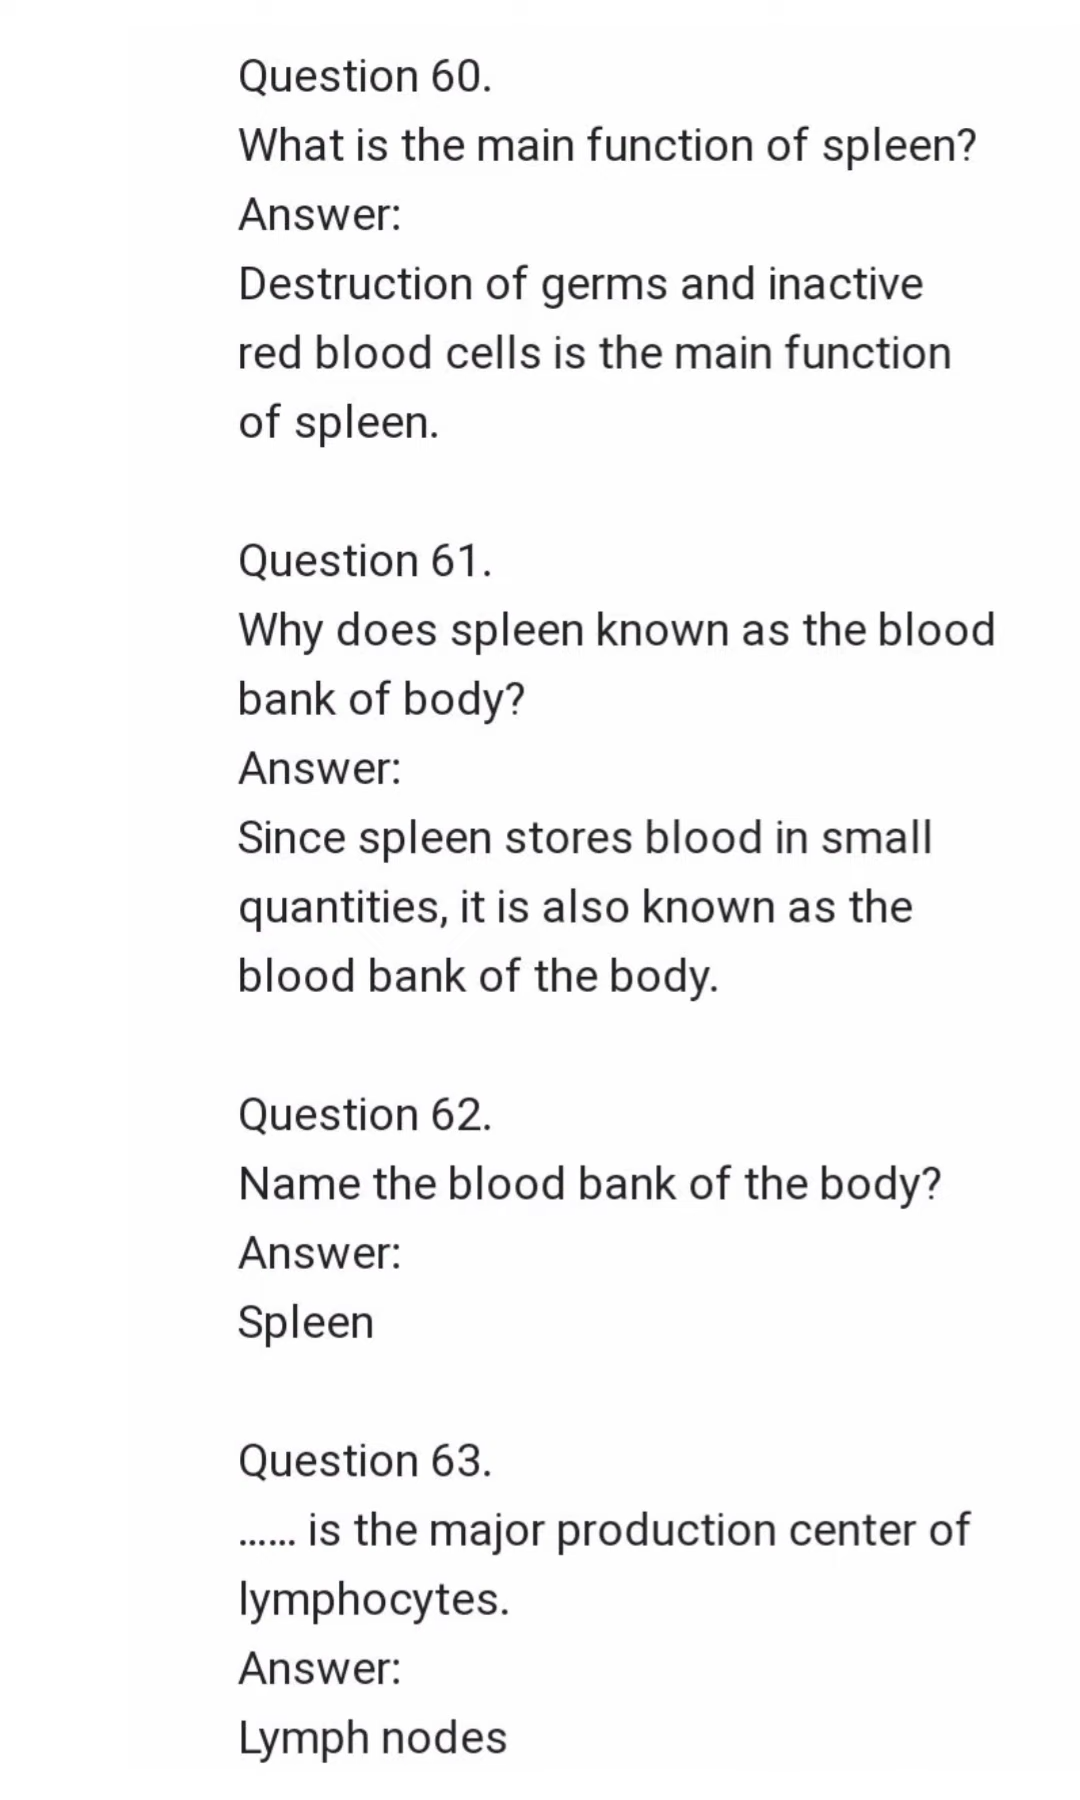 Question 60.
What is the main function of spleen?
Answer:
Destruction of germs and inactive
red blood cells is the main function
of spleen.
Question 61.
Why does spleen known as the blood
bank of body?
Answer:
Since spleen stores blood in small
quantities, it is also known as the
blood bank of the body.
Question 62.
Name the blood bank of the body?
Answer:
Spleen
Question 63.
...... is the major production center of
lymphocytes.
Answer:
Lymph nodes